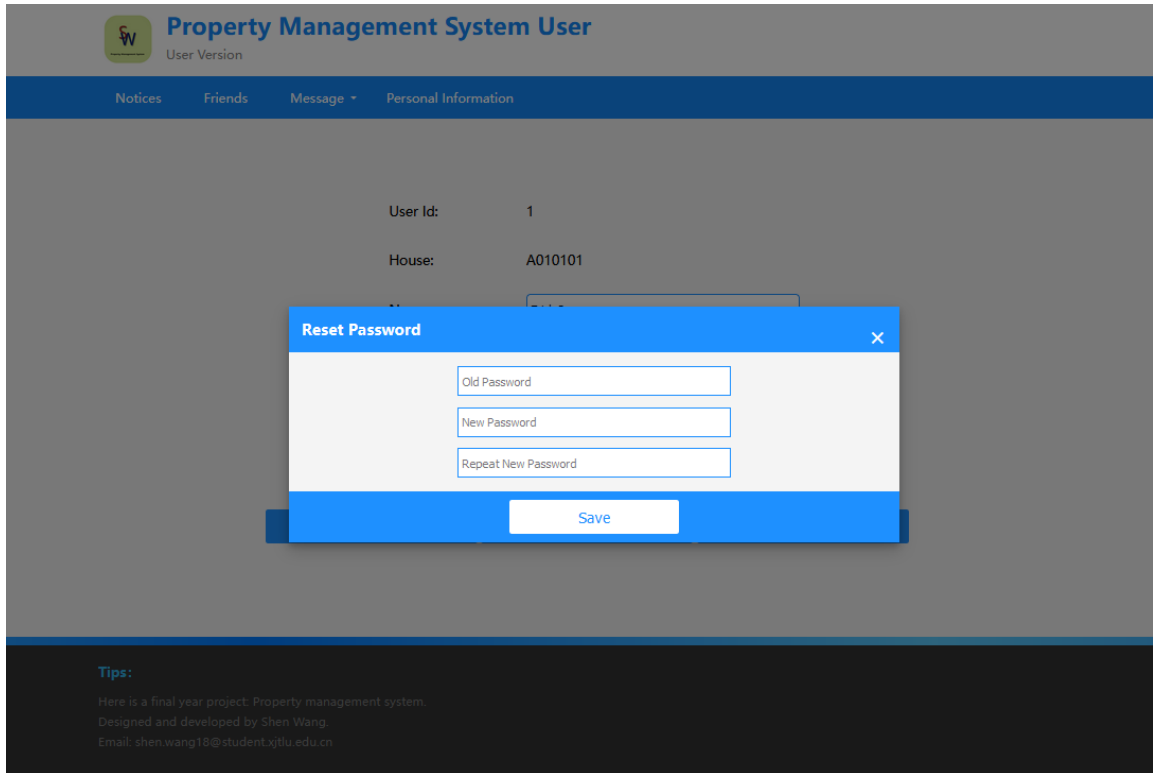 SW
Property Management System User
User Version
Notices Friends Message Personal Information
User Id: 1
House: A010101
Reset Password ×
Old Password
New Password
Repeat New Password
Save
Tips:
Here is a final year project: Property management system.
Designed and developed by Shen Wang.
Email: shen.wang18@student.xjtlu.edu.cn